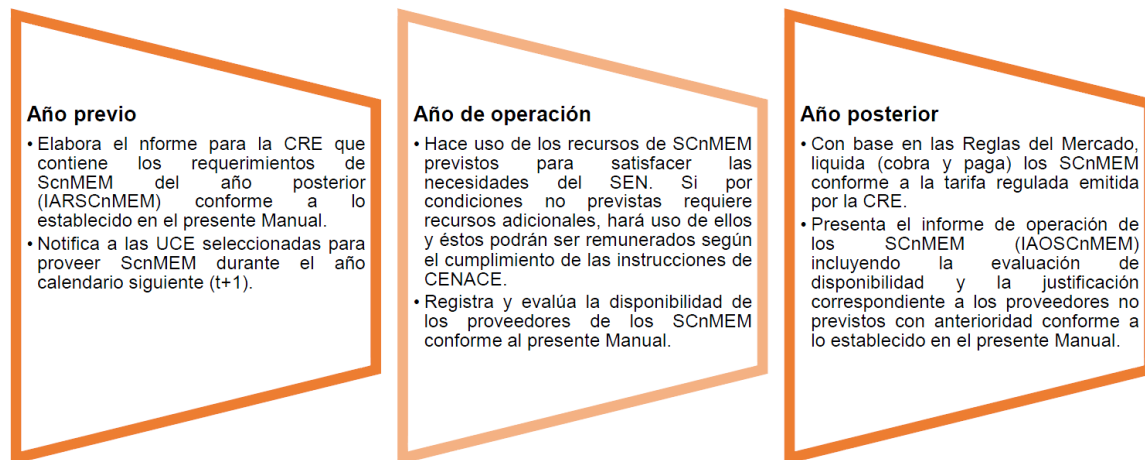 Año previo
• Elabora el nforme para la CRE que
contiene los requerimientos de
ScnMEM del año posterior
(IARSCnMEM) conforme a lo
establecido en el presente Manual.
• Notifica a las UCE seleccionadas para
proveer ScnMEM durante el año
calendario siguiente (t+1).
Año de operación
• Hace uso de los recursos de SCnMEM
previstos para satisfacer las
necesidades del SEN. Si por
condiciones no previstas requiere
recursos adicionales, hará uso de ellos
y éstos podrán ser remunerados según
el cumplimiento de las instrucciones de
CENACE.
• Registra y evalúa la disponibilidad de
los proveedores de los SCnMEM
conforme al presente Manual.
Año posterior
• Con base en las Reglas del Mercado,
liquida (cobra y paga) los SCnMEM
conforme a la tarifa regulada emitida
por la CRE.
• Presenta el informe de operación de
los SCnMEM (IAOSCnMEM)
incluyendo la evaluación de
disponibilidad y la justificación
correspondiente a los proveedores no
previstos con anterioridad conforme a
lo establecido en el presente Manual.